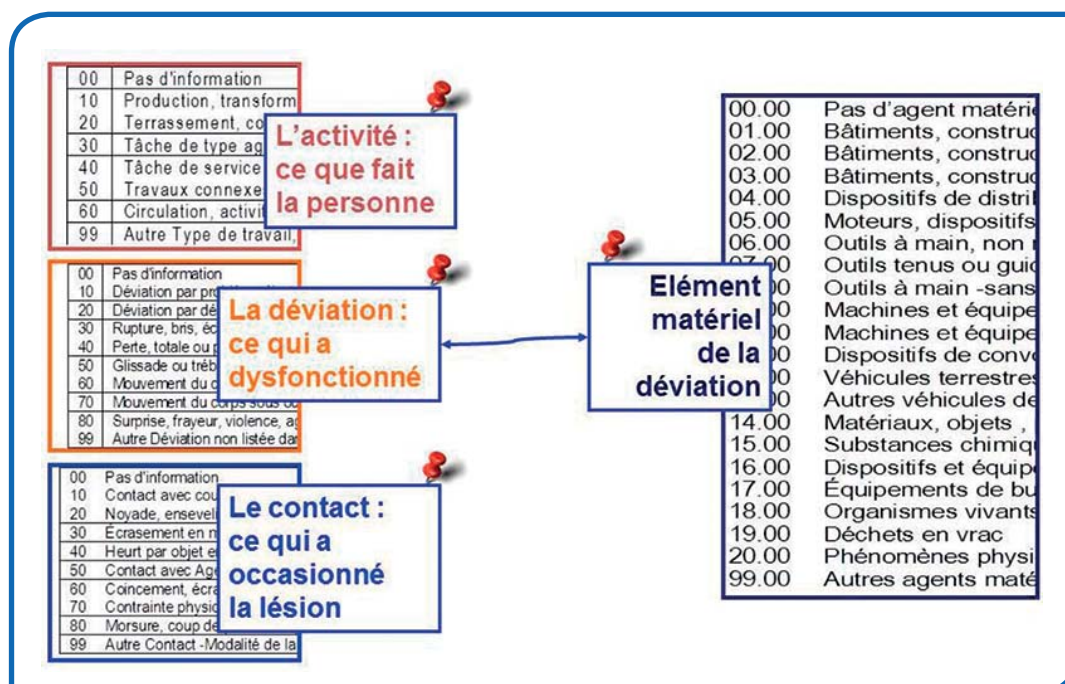 00 Pas d'information
10 Production, transform
20 Terrassement, co
30 Tâche de type ag
40 Tâche de service
50 Travaux connexe
60 Circulation, activi
99 Autre Type de travail,
L'activité :
ce que fait
la personne
00 Pas d'information
10 Déviation par
20 Déviation par dé
30 Rupture, bris, éc
40 Perte, totale ou p
50 Glissade ou tréb
60 Mouvement du c
70 Mouvement du corps sous ou
80 Surprise, frayeur, violence, ag
99 Autre Déviation non listée dan
La déviation :
ce qui a
dysfonctionné
00 Pas d'information
10 Contact avec cou
20 Noyade, enseveli
30 Écrasement en m
40 Heurt par objet e
50 Contact avec Age
60 Coincement, écra
70 Contrainte physiq
80 Morsure, coup de
99 Autre Contact -Modalité de la
Le contact :
ce qui a
occasionné
la lésion
Elément
matériel
de la
déviation
00.00 Pas d'agent matérie
01.00 Bâtiments, construc
02.00 Bâtiments, construc
03.00 Bâtiments, construc
04.00 Dispositifs de distril
05.00 Moteurs, dispositifs
06.00 Outils à main, non
Outils tenus ou guid
Outils à main -sans
Machines et équipe
Machines et équipe
Dispositifs de conv
Véhicules terrestres
Autres véhicules de
14.00 Matériaux, objets ,
15.00 Substances chimiq
16.00 Dispositifs et équip
17.00 Équipements de bu
18.00 Organismes vivants
19.00 Déchets en vrac
20.00 Phénomènes physi
99.00 Autres agents maté